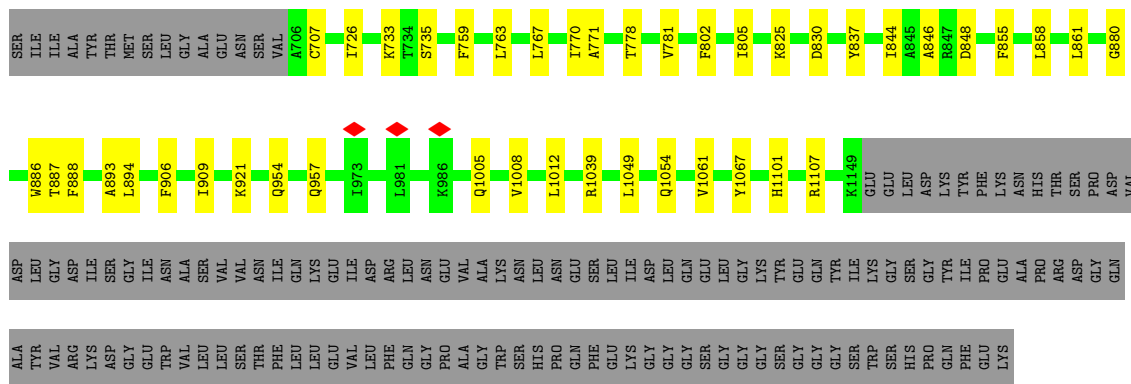 SER ILE ILE ALA TYR THR MET SER LEU GLY ALA GLU ASN SER VAL A706 C707 I726 K733 T734 S735 F759 L763 L767 I770 A771 T778 V781 F802 I805 K825 D830 Y837 I844 A845 A846 R847 D848 F855 L858 L861 G880
W886 T887 F888 A893 L894 F906 I909 K921 Q954 Q957 I973 L981 K986 Q1005 V1008 L1012 R1039 L1049 Q1054 V1061 Y1067 H1101 R1107 K1149 GLU GLU LEU ASP LYS TYR PHE LYS ASN HIS THR SER PRO ASP VAL
ASP LEU GLY ASP ILE SER GLY ILE ASN ALA SER VAL VAL ASN ILE GLN LYS GLU ILE ASP ARG LEU ASN GLU VAL ALA LYS ASN LEU ASN GLU SER LEU ILE ASP LEU GLN GLU LEU GLY LYS TYR GLU GLN TYR ILE LYS GLY SER GLY TYR ILE PRO GLU ALA PRO ARG ASP GLY GLN
ALA TYR VAL ARG LYS ASP GLY GLU TRP VAL LEU LEU SER THR PHE LEU LEU GLU VAL LEU PHE GLN GLY PRO ALA GLY TRP SER HIS PRO GLN PHE GLU LYS GLY GLY GLY SER GLY GLY GLY SER GLY GLY GLY SER TRP SER HIS PRO GLN PHE GLU LYS